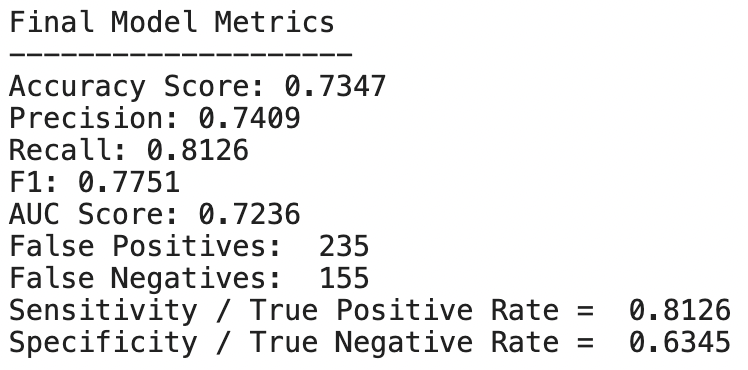 Final Model Metrics
--------------------
Accuracy Score: 0.7347
Precision: 0.7409
Recall: 0.8126
F1: 0.7751
AUC Score: 0.7236
False Positives:  235
False Negatives:  155
Sensitivity / True Positive Rate =  0.8126
Specificity / True Negative Rate =  0.6345